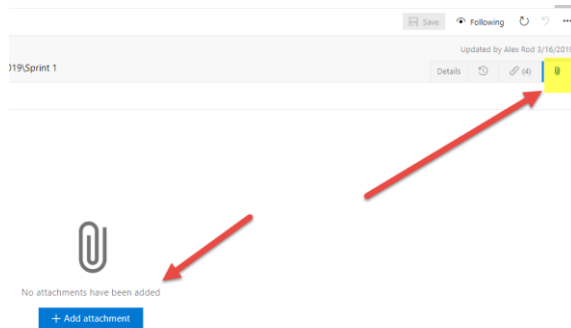 Save Following
Updated by Alex Rod 3/16/2019
019\Sprint 1
Details (4)
No attachments have been added
+ Add attachment